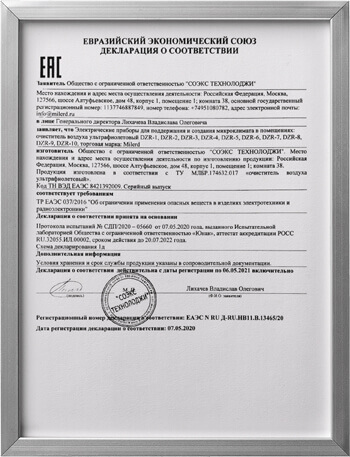 ЕВРАЗИЙСКИЙ ЭКОНОМИЧЕСКИЙ СОЮЗ
ДЕКЛАРАЦИЯ О СООТВЕТСТВИИ
ЕАС
Заявитель Общество с ограниченной ответственностью "СОЭКС ТЕХНОЛОДЖИ"
Место нахождения и адрес места осуществления деятельности: Российская Федерация, Москва,
127566, шоссе Алтуфьевское, дом 48, корпус 1, помещение 1; комната 38, основной государственный
регистрационный номер: 1137746887949, номер телефона: +74951080782, адрес электронной почты:
info@milerd.ru
в лице Генерального директора Лихачева Владислава Олеговича
заявляет, что Электрические приборы для поддержания и создания микроклимата в помещениях:
очиститель воздуха ультрафиолетовый DZR-1, DZR-2, DZR-3, DZR-4, DZR-5, DZR-6, DZR-7, DZR-8,
DZR-9, DZR-10, торговая марка: Milerd
изготовитель Общество с ограниченной ответственностью "СОЭКС ТЕХНОЛОДЖИ". Место
нахождения и адрес места осуществления деятельности по изготовлению продукции: Российская
Федерация, Москва, 127566, шоссе Алтуфьевское, дом 48, корпус 1, помещение 1; комната 38.
Продукция изготовлена в соответствии с ТУ МЛБР.174632.017 «очиститель воздуха
ультрафиолетовый».
Код ТН ВЭД ЕАЭС 8421392009. Серийный выпуск
соответствует требованиям
ТР ЕАЭС 037/2016 "Об ограничении применения опасных веществ в изделиях электротехники и
радиоэлектроники"
Декларация о соответствии принята на основании
Протокола испытаний № СДП/2020 – 03660 от 07.05.2020 года, выданного Испытательной
лабораторией Общества с ограниченной ответственностью «Юнан», аттестат аккредитации РОСС
RU.32055.ИЛ.00002, сроком действия до 20.07.2022 года.
Схема декларирования 1д
Дополнительная информация
Условия хранения и срок службы продукции указаны в сопроводительной документации.
Декларация о соответствии действительна с даты регистрации по 06.05.2021 включительно
"СОЭКС ТЕХНОЛОДЖИ"
Лихачев Владислав Олегович
Регистрационный номер декларации о соответствии: ЕАЭС N RU Д-RU.НВ11.В.13465/20
Дата регистрации декларации о соответствии: 07.05.2020